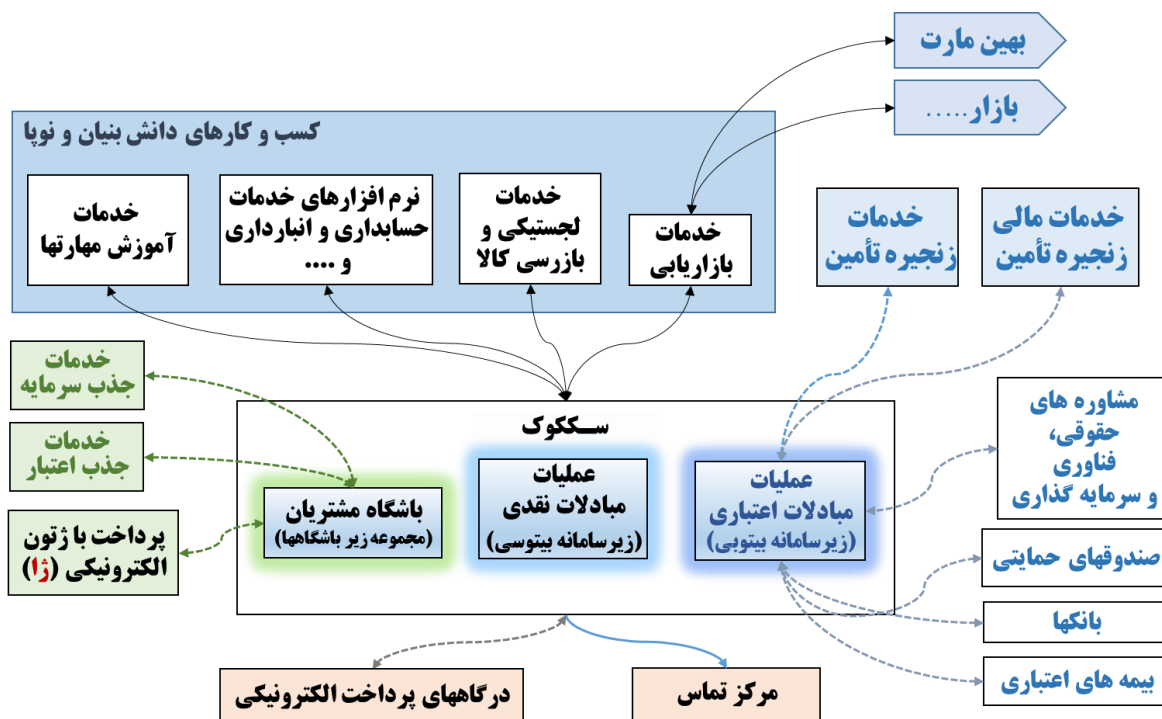 بهین مارت
بازار.....
کسب و کارهای دانش بنیان و نوپا
خدمات
بازاریابی
خدمات
لجستیکی و
بازرسی کالا
نرم افزارهای خدمات
حسابداری و انبارداری
و ....
خدمات
آموزش مهارتها
خدمات مالی
زنجیره تأمین
خدمات
زنجیره تأمین
خدمات
جذب سرمایه
خدمات
جذب اعتبار
پرداخت با ژتون
الکترونیکی (ژا)
سـککوک
عملیات
مبادلات اعتباری
(زیرسامانه بیتوبی)
عملیات
مبادلات نقدی
(زیرسامانه بیتوسی)
باشگاه مشتریان
(مجموعه زیر باشگاهها)
مشاوره های
حقوقی،
فناوری
و سرمایه گذاری
صندوقهای حمایتی
بانکها
بیمه های اعتباری
مرکز تماس
درگاههای پرداخت الکترونیکی